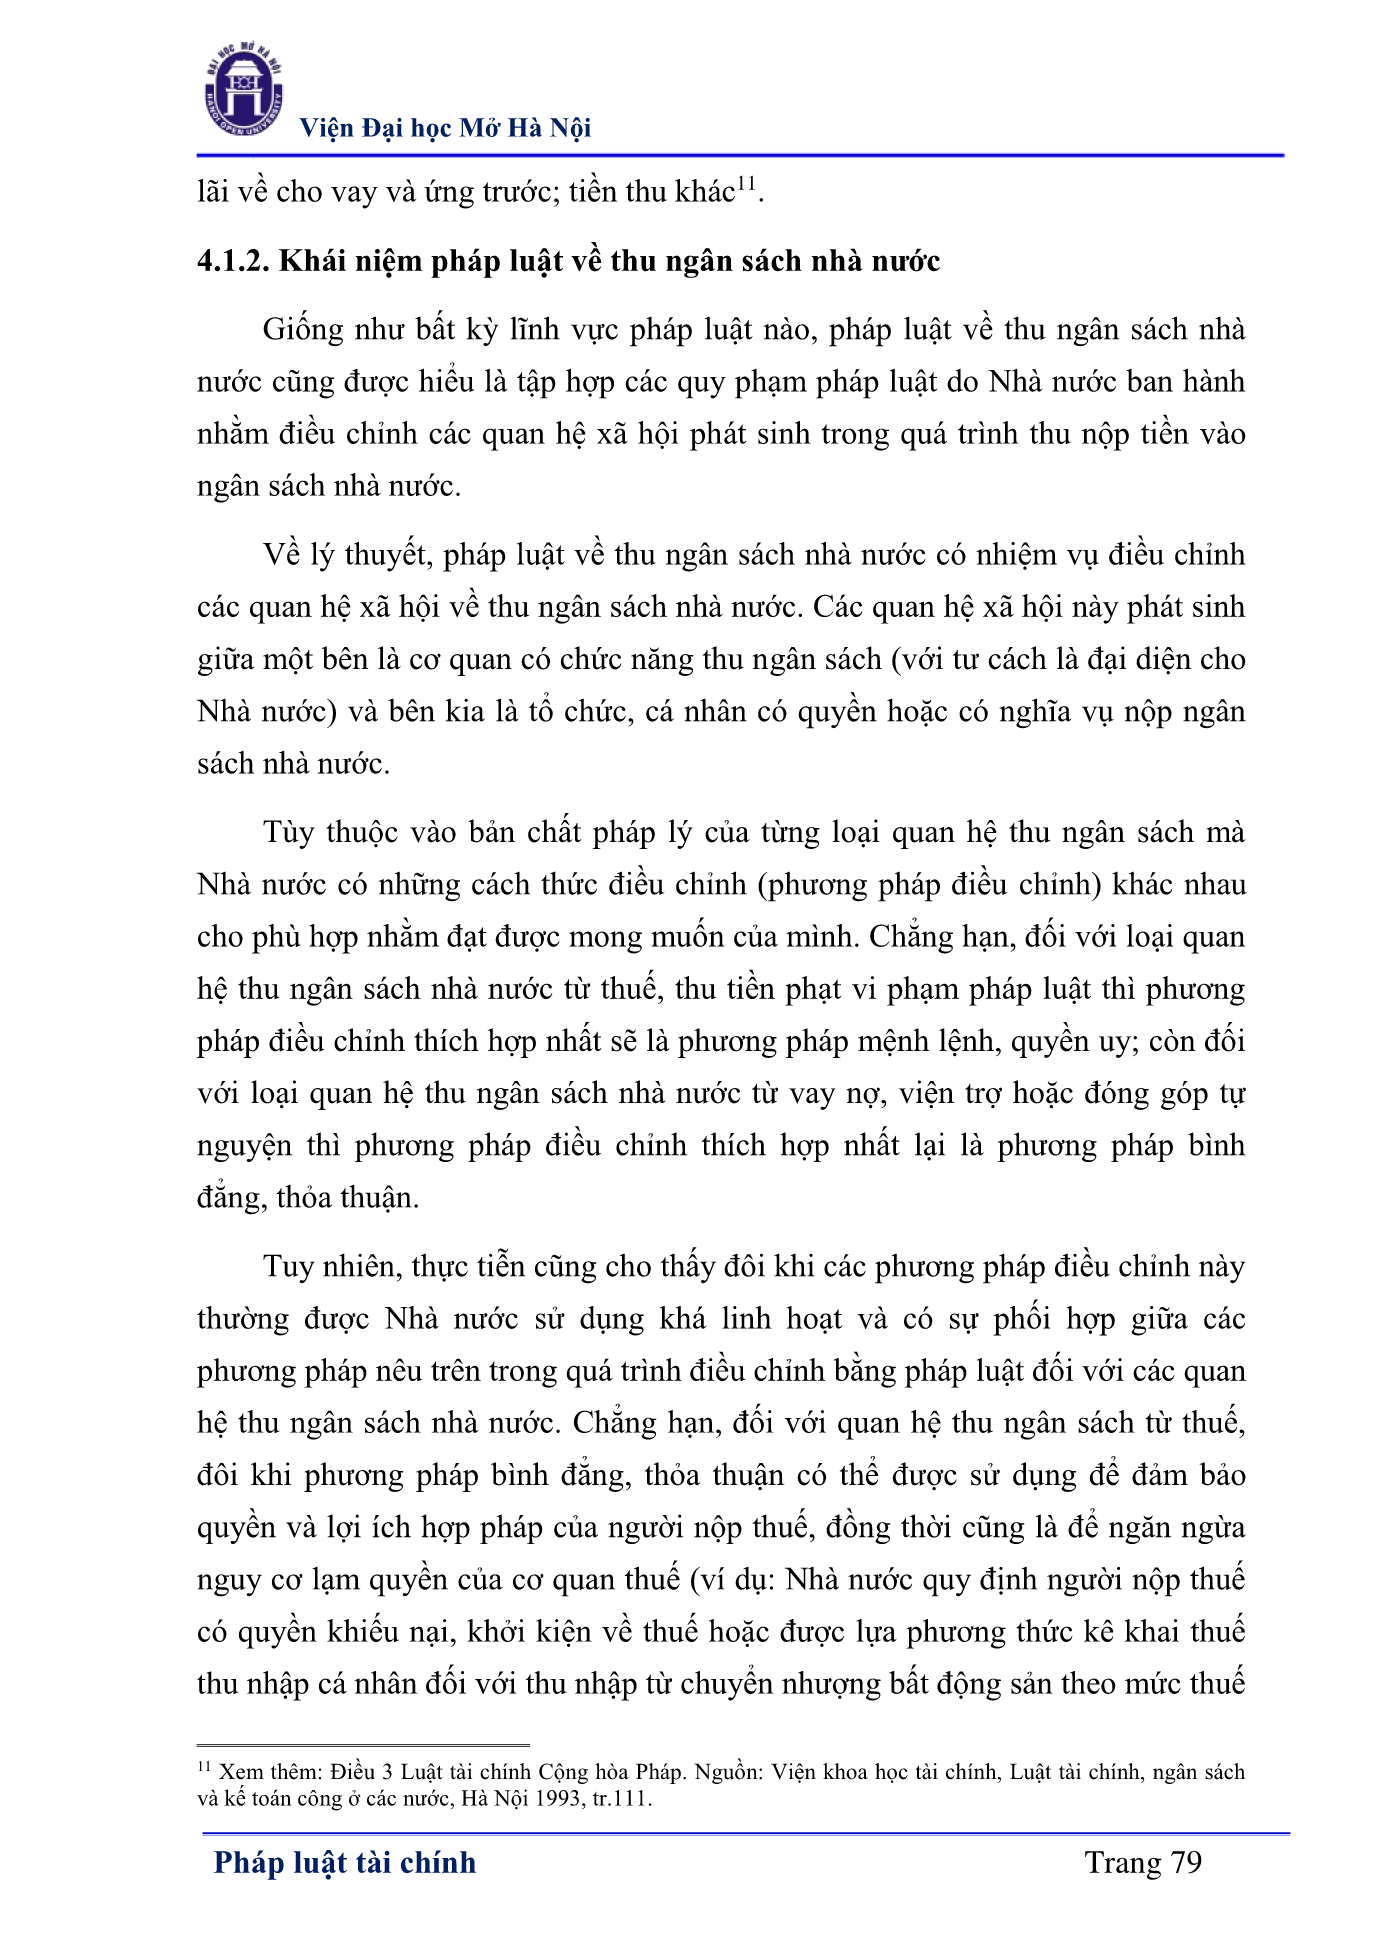 ĐẠI HỌC MỞ HÀ NỘI
HANOI OPEN UNIVERSITY
Viện Đại học Mở Hà Nội
lãi về cho vay và ứng trước; tiền thu khác¹¹.
4.1.2. Khái niệm pháp luật về thu ngân sách nhà nước
Giống như bất kỳ lĩnh vực pháp luật nào, pháp luật về thu ngân sách nhà
nước cũng được hiểu là tập hợp các quy phạm pháp luật do Nhà nước ban hành
nhằm điều chỉnh các quan hệ xã hội phát sinh trong quá trình thu nộp tiền vào
ngân sách nhà nước.
Về lý thuyết, pháp luật về thu ngân sách nhà nước có nhiệm vụ điều chỉnh
các quan hệ xã hội về thu ngân sách nhà nước. Các quan hệ xã hội này phát sinh
giữa một bên là cơ quan có chức năng thu ngân sách (với tư cách là đại diện cho
Nhà nước) và bên kia là tổ chức, cá nhân có quyền hoặc có nghĩa vụ nộp ngân
sách nhà nước.
Tùy thuộc vào bản chất pháp lý của từng loại quan hệ thu ngân sách mà
Nhà nước có những cách thức điều chỉnh (phương pháp điều chỉnh) khác nhau
cho phù hợp nhằm đạt được mong muốn của mình. Chẳng hạn, đối với loại quan
hệ thu ngân sách nhà nước từ thuế, thu tiền phạt vi phạm pháp luật thì phương
pháp điều chỉnh thích hợp nhất sẽ là phương pháp mệnh lệnh, quyền uy; còn đối
với loại quan hệ thu ngân sách nhà nước từ vay nợ, viện trợ hoặc đóng góp tự
nguyện thì phương pháp điều chỉnh thích hợp nhất lại là phương pháp bình
đẳng, thỏa thuận.
Tuy nhiên, thực tiễn cũng cho thấy đôi khi các phương pháp điều chỉnh này
thường được Nhà nước sử dụng khá linh hoạt và có sự phối hợp giữa các
phương pháp nêu trên trong quá trình điều chỉnh bằng pháp luật đối với các quan
hệ thu ngân sách nhà nước. Chẳng hạn, đối với quan hệ thu ngân sách từ thuế,
đôi khi phương pháp bình đẳng, thỏa thuận có thể được sử dụng để đảm bảo
quyền và lợi ích hợp pháp của người nộp thuế, đồng thời cũng là để ngăn ngừa
nguy cơ lạm quyền của cơ quan thuế (ví dụ: Nhà nước quy định người nộp thuế
có quyền khiếu nại, khởi kiện về thuế hoặc được lựa phương thức kê khai thuế
thu nhập cá nhân đối với thu nhập từ chuyển nhượng bất động sản theo mức thuế
¹¹ Xem thêm: Điều 3 Luật tài chính Cộng hòa Pháp. Nguồn: Viện khoa học tài chính, Luật tài chính, ngân sách
và kế toán công ở các nước, Hà Nội 1993, tr.111.
Pháp luật tài chính Trang 79